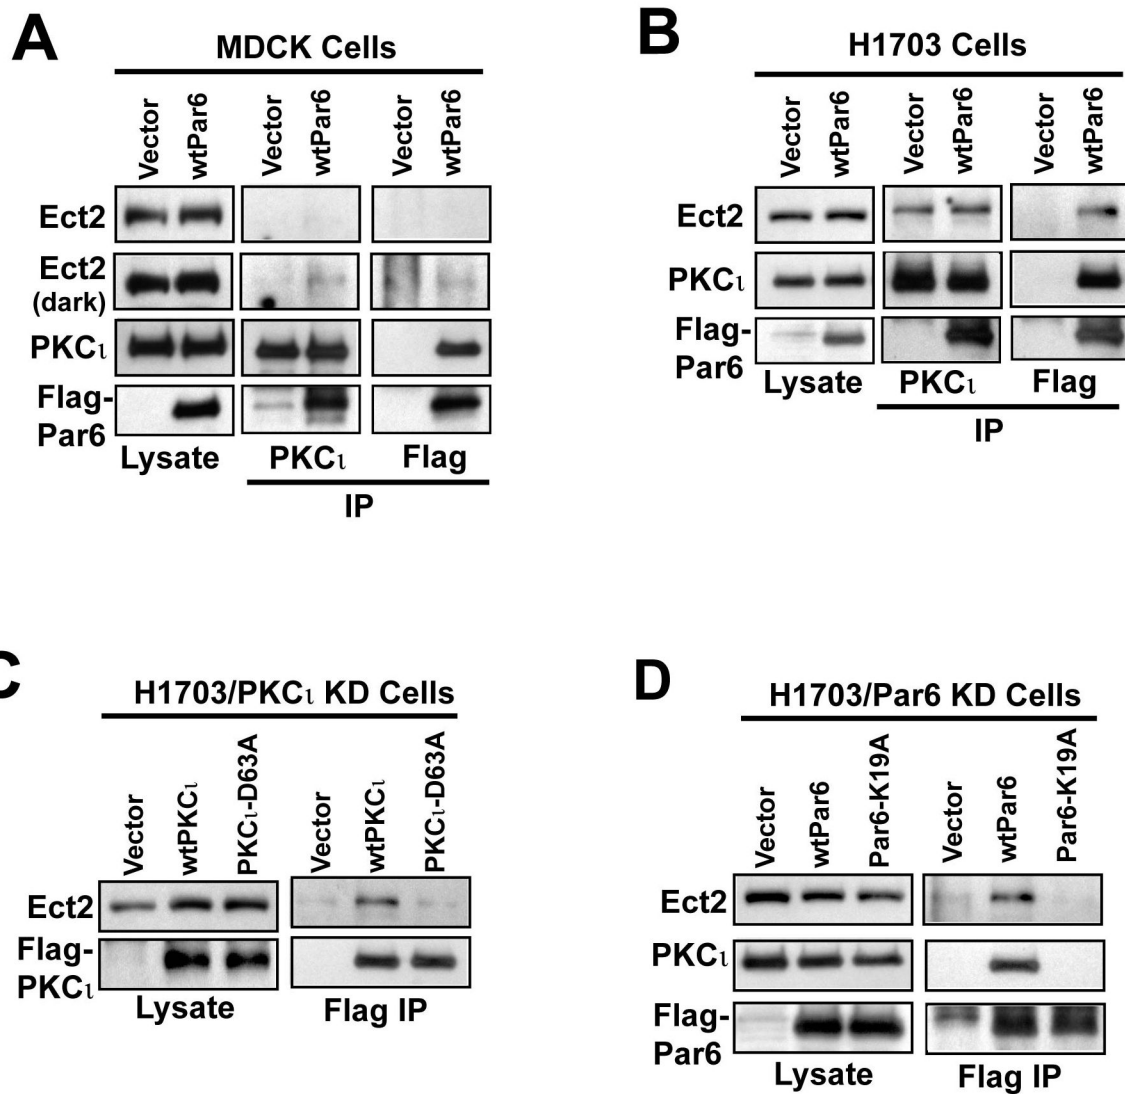 A
MDCK Cells
Vector
wtPar6
Vector
wtPar6
Vector
wtPar6
Ect2
Ect2
(dark)
PKCι
Flag-
Par6
Lysate
PKCι
Flag
IP
B
H1703 Cells
Vector
wtPar6
Vector
wtPar6
Vector
wtPar6
Ect2
PKCι
Flag-
Par6
Lysate
PKCι
Flag
IP
C
H1703/PKCι KD Cells
Vector
wtPKCι
PKCι-D63A
Vector
wtPKCι
PKCι-D63A
Ect2
Flag-
PKCι
Lysate
Flag IP
D
H1703/Par6 KD Cells
Vector
wtPar6
Par6-K19A
Vector
wtPar6
Par6-K19A
Ect2
PKCι
Flag-
Par6
Lysate
Flag IP